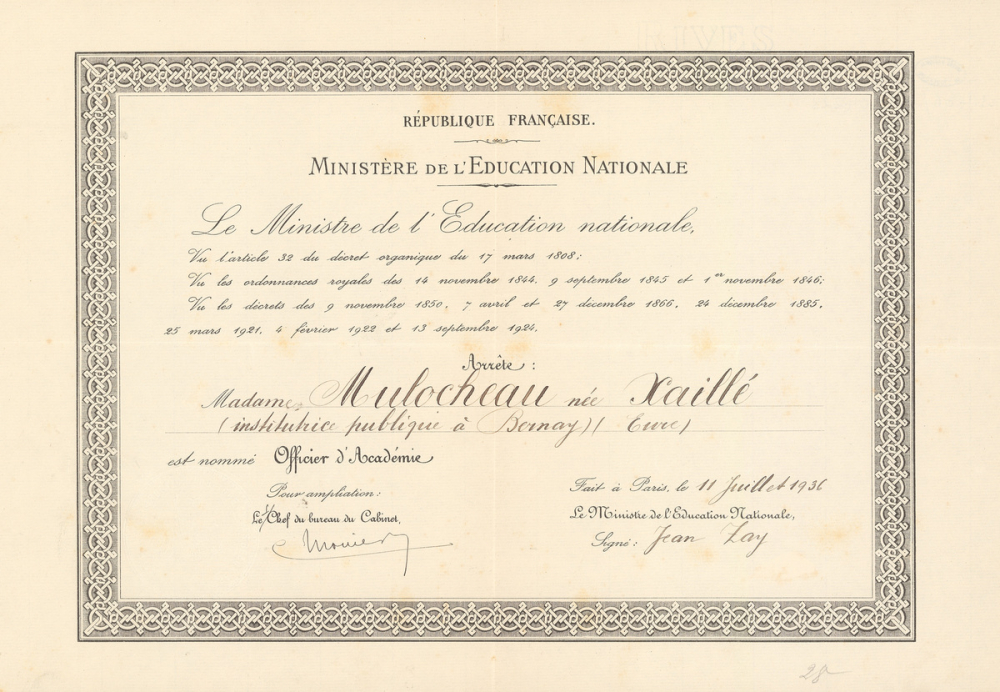 RIVES
RÉPUBLIQUE FRANÇAISE.
MINISTÈRE DE L'EDUCATION NATIONALE
Le Ministre de l'Education nationale,
Vu l'article 32 du décret organique du 17 mars 1808;
Vu les ordonnances royales des 14 novembre 1844, 9 septembre 1845 et 1er novembre 1846;
Vu les décrets des 9 novembre 1850, 7 avril et 27 décembre 1866, 24 décembre 1885,
25 mars 1921, 4 février 1922 et 13 septembre 1924,
Arrête :
Madame Mulocheau née Xaillé
(institutrice publique à Bernay) (Eure)
est nommé Officier d'Académie
Pour ampliation:
Le Chef du bureau du Cabinet,
Fait à Paris, le 11 Juillet 1936
Le Ministre de l'Education Nationale,
Signé : Jean Zay
28